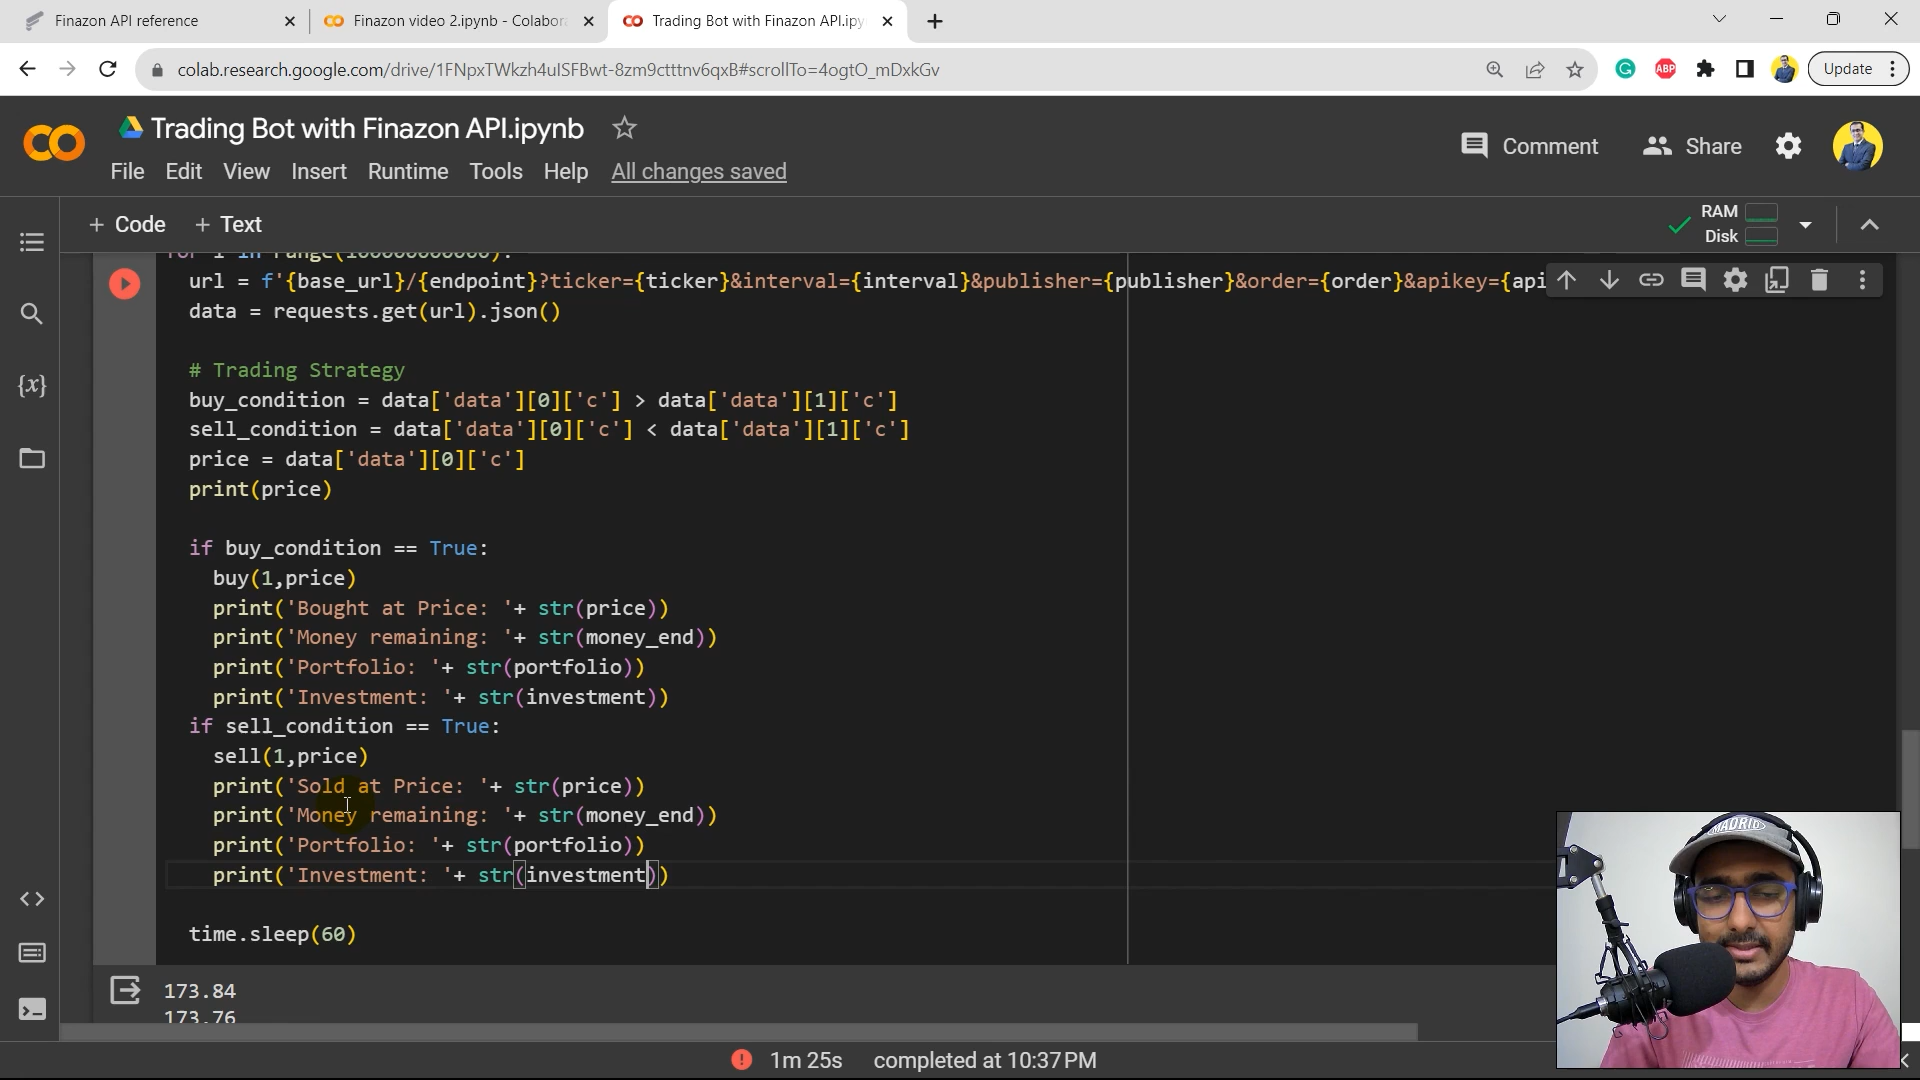 Finazon API reference
Finazon video 2.ipynb - Colabor
Trading Bot with Finazon API.ipy
colab.research.google.com/drive/1FNpxTWkzh4uISFBwt-8zm9ctttnv6qxB#scrollTo=4ogtO_mDxkGv
ABP
Update
Trading Bot with Finazon API.ipynb
Comment
Share
File Edit View Insert Runtime Tools Help All changes saved
+ Code + Text
RAM
Disk
url = f'{base_url}/{endpoint}?ticker={ticker}&interval={interval}&publisher={publisher}&order={order}&apikey={api
data = requests.get(url).json()
# Trading Strategy
buy_condition = data['data'][0]['c'] > data['data'][1]['c']
sell_condition = data['data'][0]['c'] < data['data'][1]['c']
price = data['data'][0]['c']
print(price)
if buy_condition == True:
buy(1,price)
print('Bought at Price: '+ str(price))
print('Money remaining: '+ str(money_end))
print('Portfolio: '+ str(portfolio))
print('Investment: '+ str(investment))
if sell_condition == True:
sell(1,price)
print('Sold at Price: '+ str(price))
print('Money remaining: '+ str(money_end))
print('Portfolio: '+ str(portfolio))
print('Investment: '+ str(investment))
time.sleep(60)
173.84
173.76
MADRID
1m 25s completed at 10:37 PM